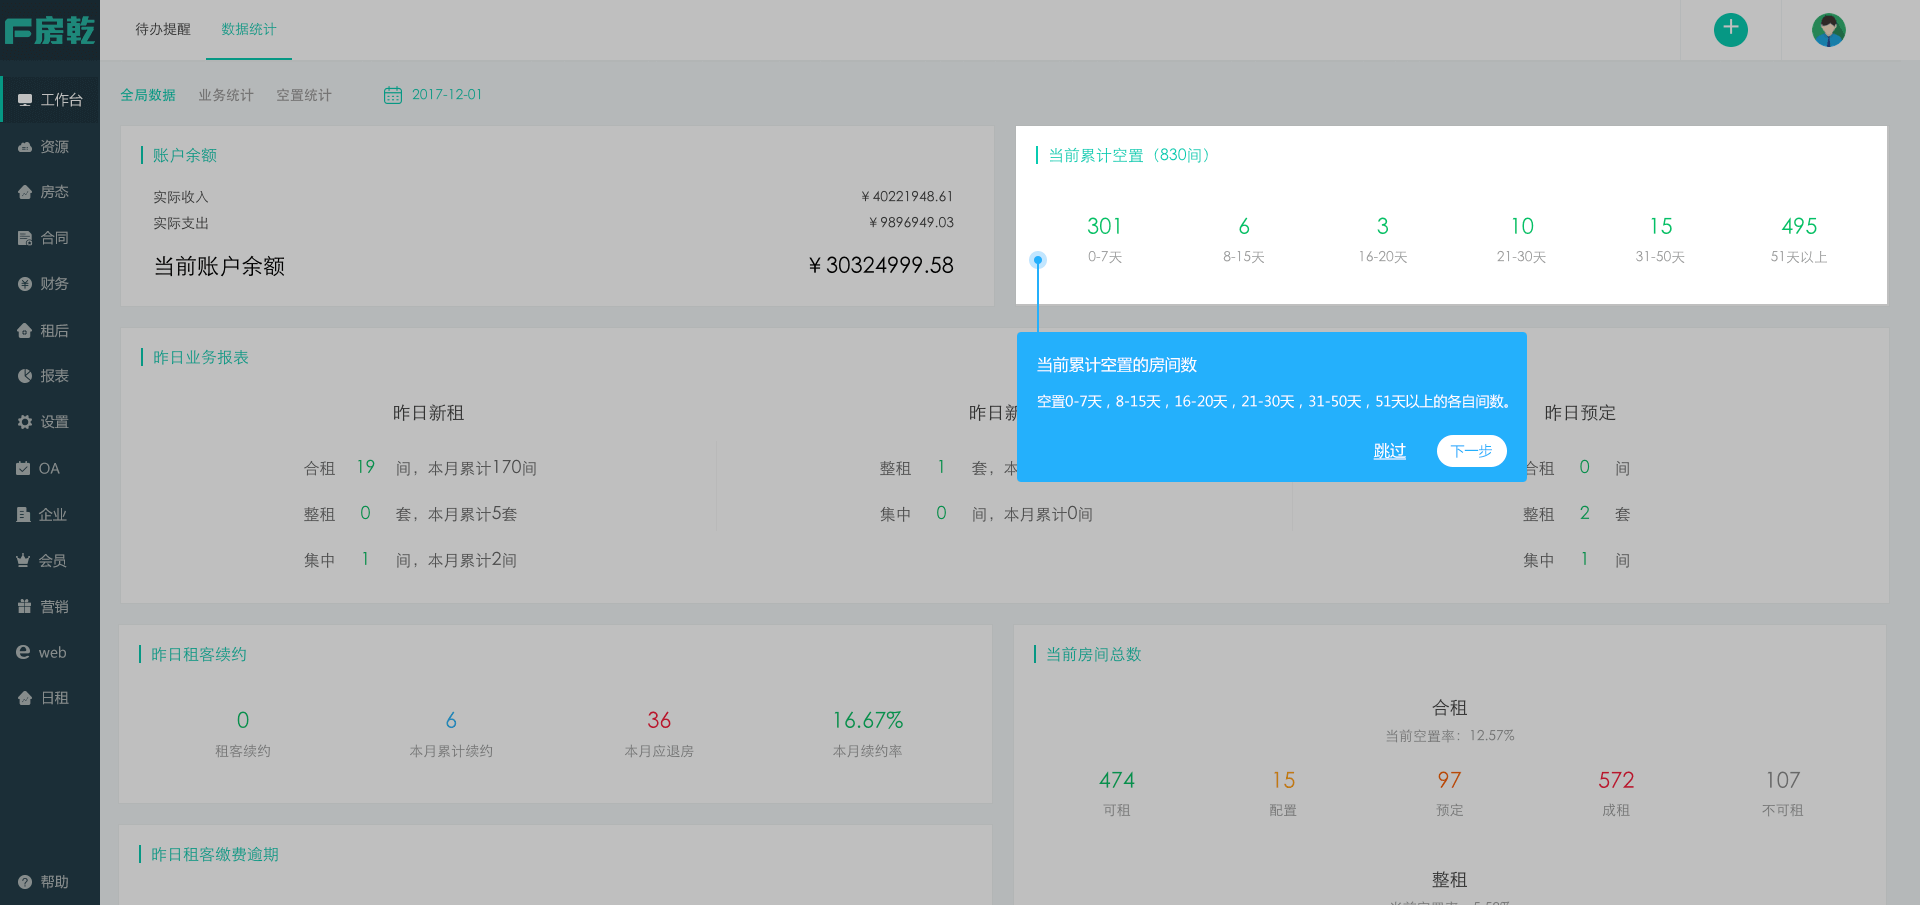 房乾
待办提醒
数据统计
工作台
资源
房态
合同
财务
租后
报表
设置
OA
企业
会员
营销
web
日租
帮助
全局数据
业务统计
空置统计
2017-12-01
账户余额
实际收入
¥ 40221948.61
实际支出
¥ 9896949.03
当前账户余额
¥ 30324999.58
当前累计空置（830间）
301
6
3
10
15
495
0-7天
8-15天
16-20天
21-30天
31-50天
51天以上
当前累计空置的房间数
空置0-7天，8-15天，16-20天，21-30天，31-50天，51天以上的各自间数。
跳过
下一步
昨日业务报表
昨日新租
合租 19 间，本月累计170间
整租 0 套，本月累计5套
集中 1 间，本月累计2间
昨日新
整租 1 套，本
集中 0 间，本月累计0间
昨日预定
合租 0 间
整租 2 套
集中 1 间
昨日租客续约
0
6
36
16.67%
租客续约
本月累计续约
本月应退房
本月续约率
当前房间总数
合租
当前空置率：12.57%
474
15
97
572
107
可租
配置
预定
成租
不可租
整租
昨日租客缴费逾期